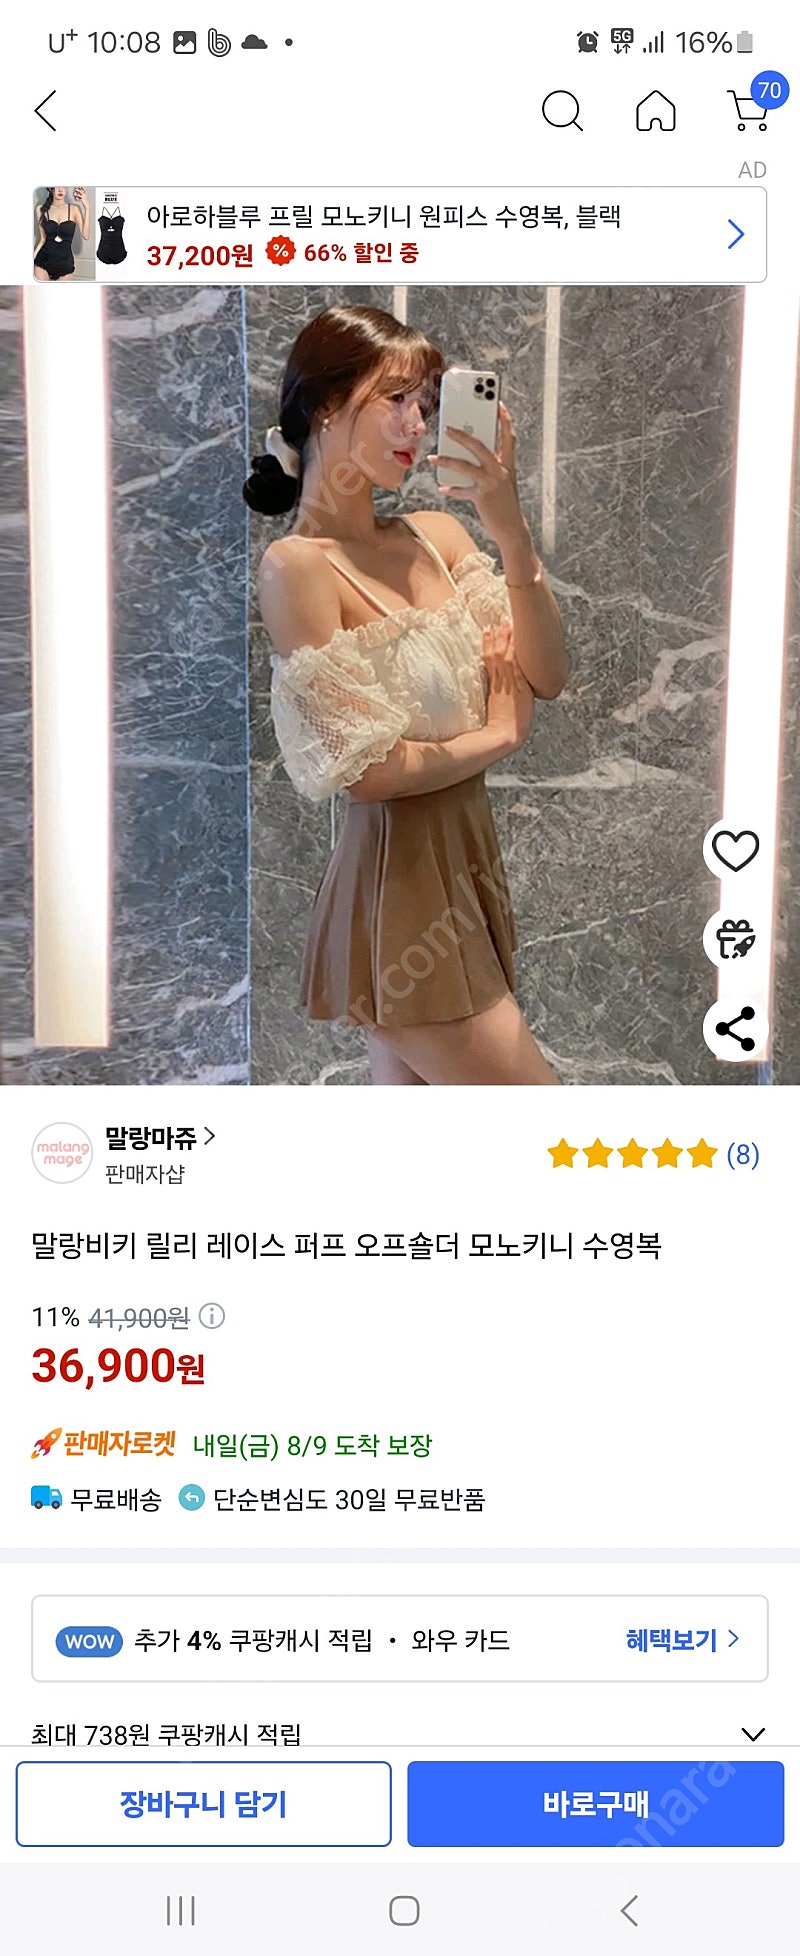 U+ 10:08
5G 16%
70
AD
아로하블루 프릴 모노키니 원피스 수영복, 블랙
37,200원 % 66% 할인 중
malang
mage
말랑마쥬
판매자샵
(8)
말랑비키 릴리 레이스 퍼프 오프숄더 모노키니 수영복
11% 41,900원
36,900원
판매자로켓 내일(금) 8/9 도착 보장
무료배송 단순변심도 30일 무료반품
WOW 추가 4% 쿠팡캐시 적립 • 와우 카드 혜택보기
최대 738원 쿠팡캐시 적립
장바구니 담기
바로구매